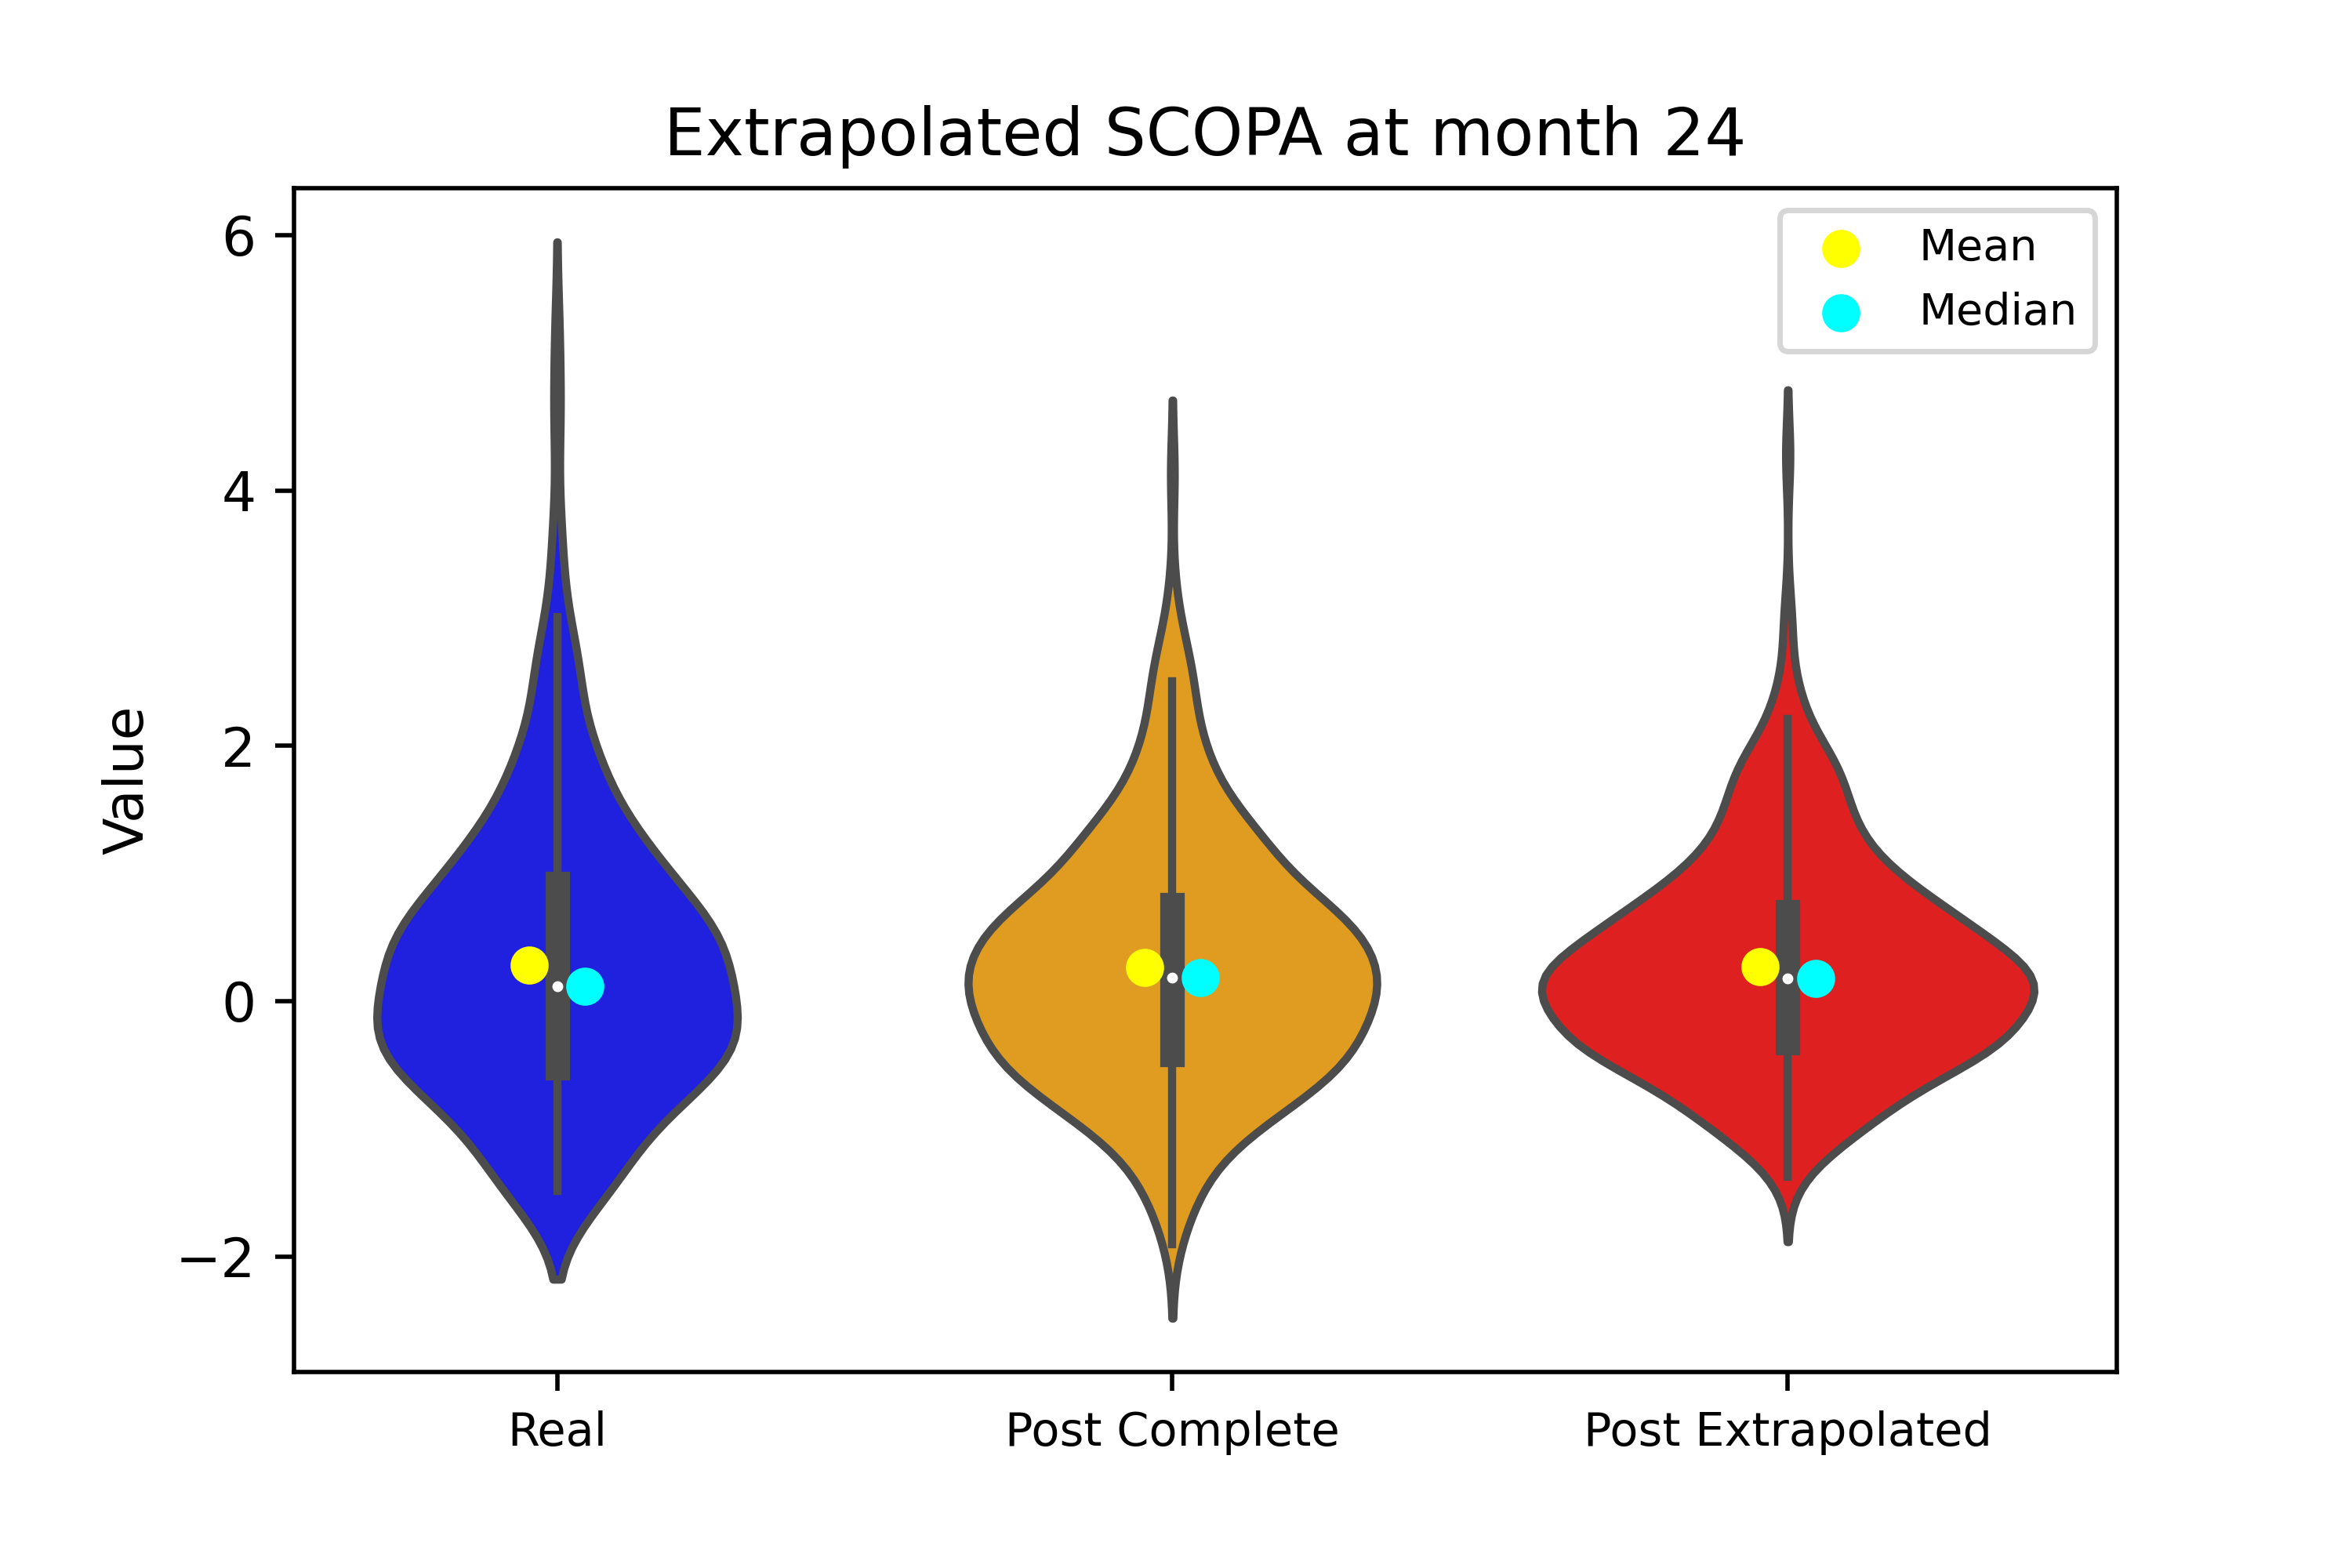 Extrapolated SCOPA at month 24
Mean
Median
6
4
2
0
−2
Value
Real
Post Complete
Post Extrapolated